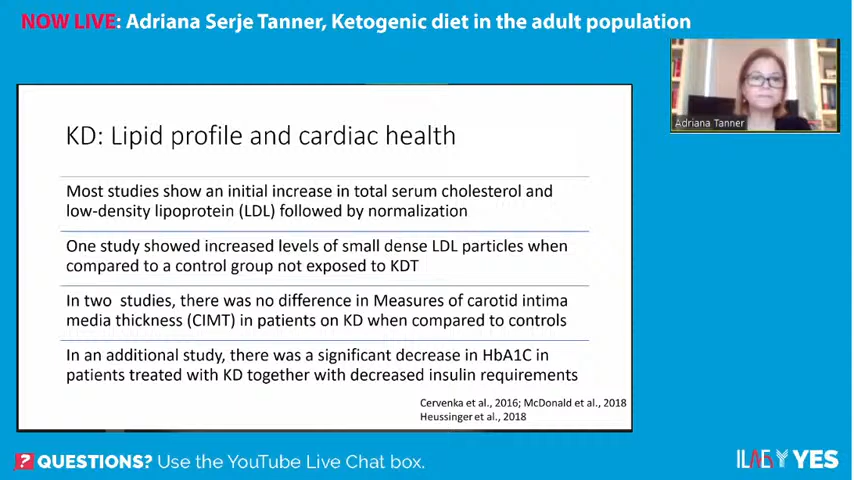 NOW LIVE: Adriana Serje Tanner, Ketogenic diet in the adult population
Adriana Tanner
KD: Lipid profile and cardiac health
Most studies show an initial increase in total serum cholesterol and
low-density lipoprotein (LDL) followed by normalization
One study showed increased levels of small dense LDL particles when
compared to a control group not exposed to KDT
In two studies, there was no difference in Measures of carotid intima
media thickness (CIMT) in patients on KD when compared to controls
In an additional study, there was a significant decrease in HbA1C in
patients treated with KD together with decreased insulin requirements
Cervenka et al., 2016; McDonald et al., 2018
Heussinger et al., 2018
? QUESTIONS? Use the YouTube Live Chat box.
ILAE YES